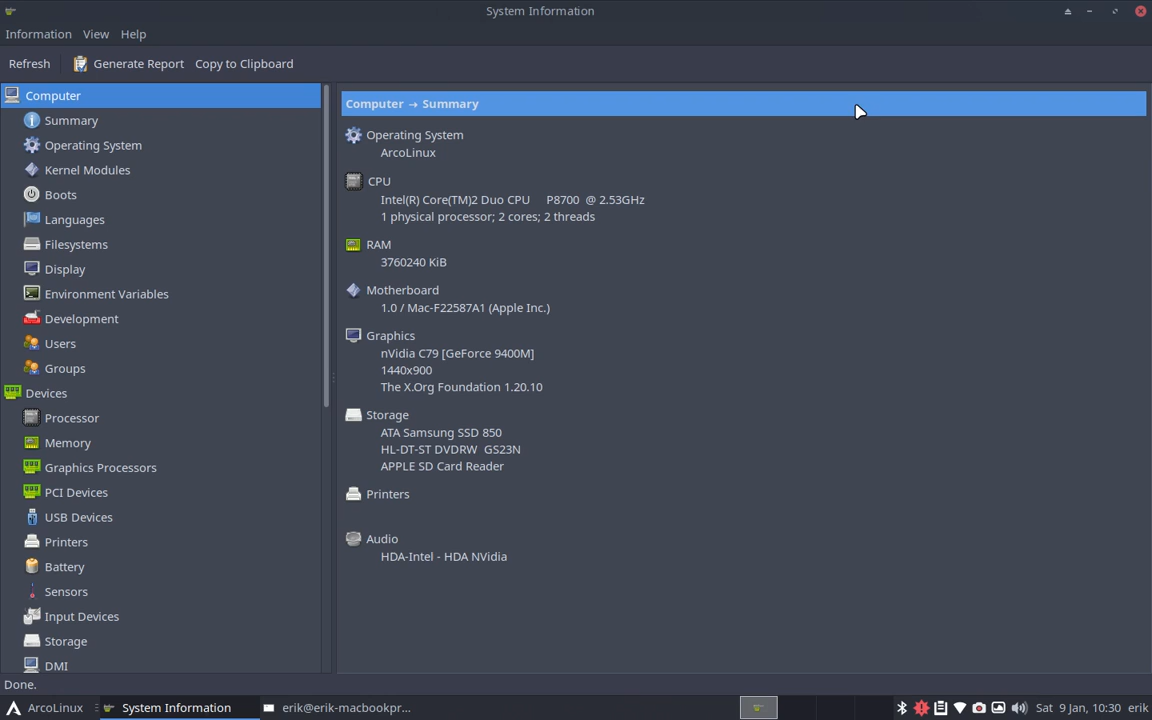 System Information
Information View Help
Refresh Generate Report Copy to Clipboard
Computer
Summary
Operating System
Kernel Modules
Boots
Languages
Filesystems
Display
Environment Variables
Development
Users
Groups
Devices
Processor
Memory
Graphics Processors
PCI Devices
USB Devices
Printers
Battery
Sensors
Input Devices
Storage
DMI
Computer → Summary
Operating System
ArcoLinux
CPU
Intel(R) Core(TM)2 Duo CPU P8700 @ 2.53GHz
1 physical processor; 2 cores; 2 threads
RAM
3760240 KiB
Motherboard
1.0 / Mac-F22587A1 (Apple Inc.)
Graphics
nVidia C79 [GeForce 9400M]
1440x900
The X.Org Foundation 1.20.10
Storage
ATA Samsung SSD 850
HL-DT-ST DVDRW GS23N
APPLE SD Card Reader
Printers
Audio
HDA-Intel - HDA NVidia
Done.
ArcoLinux System Information erik@erik-macbookpr... Sat 9 Jan, 10:30 erik